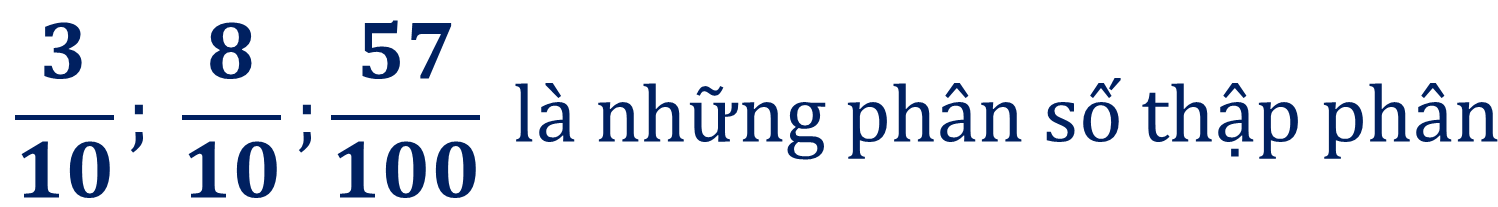 3/10; 8/10; 57/100 là những phân số thập phân